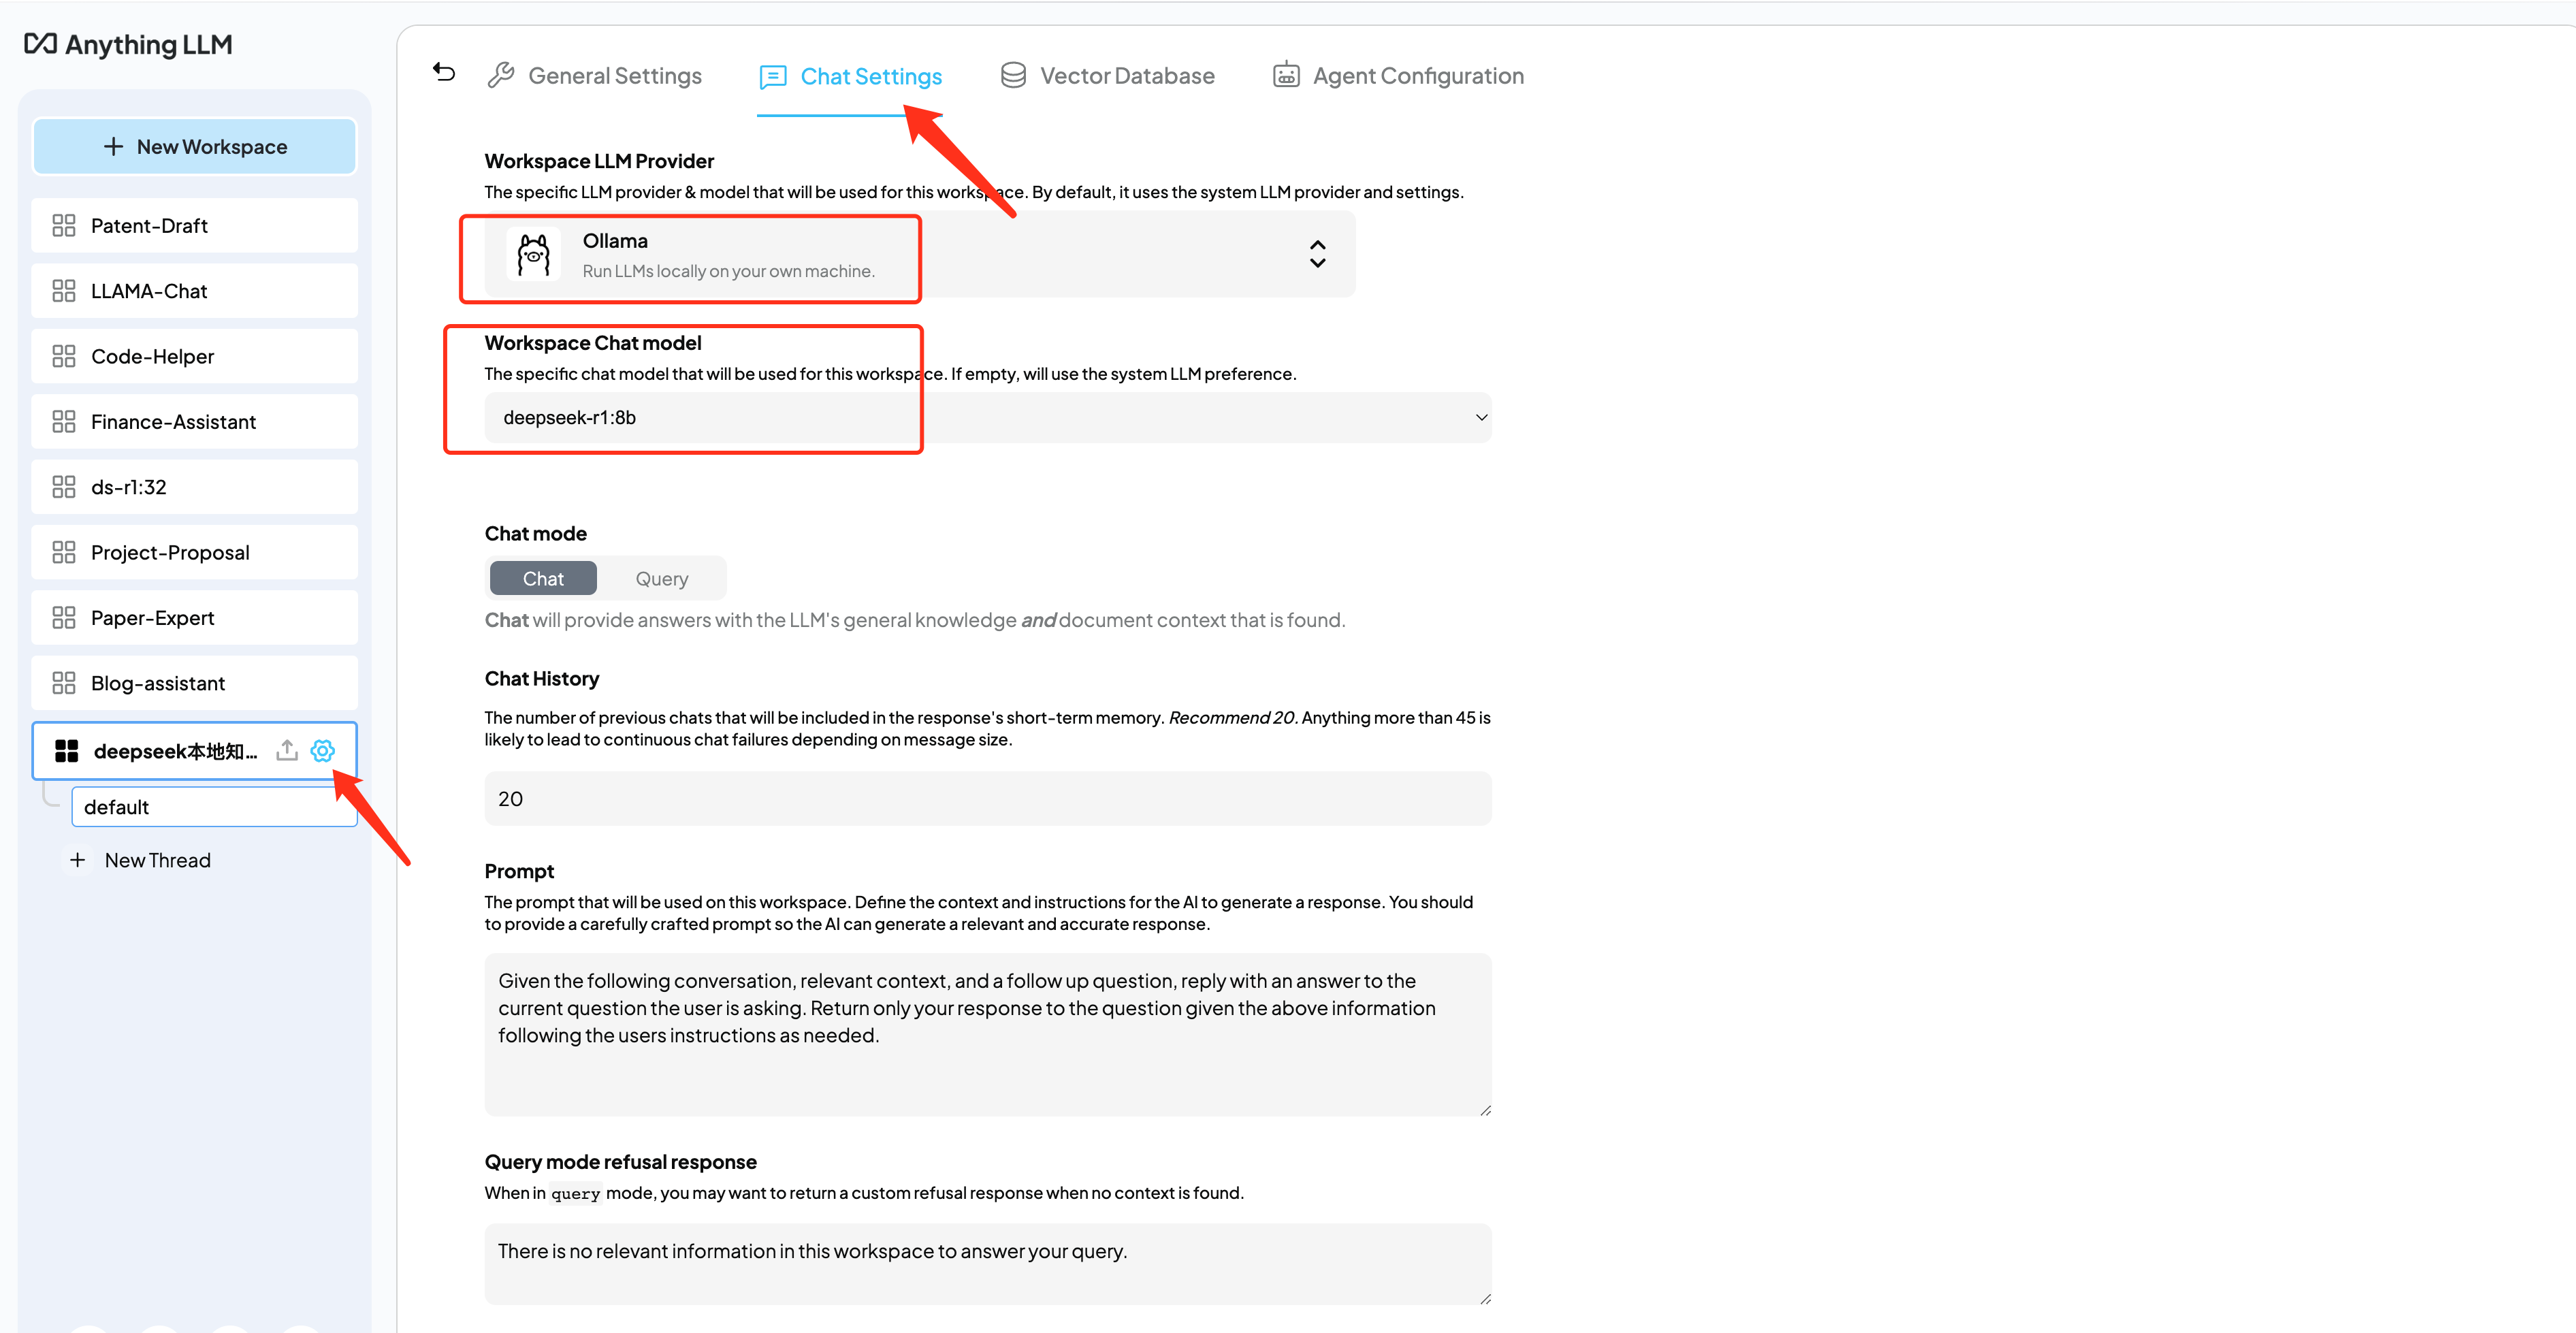 Anything LLM
New Workspace
Patent-Draft
LLAMA-Chat
Code-Helper
Finance-Assistant
ds-r1:32
Project-Proposal
Paper-Expert
Blog-assistant
deepseek本地知...
default
New Thread
General Settings
Chat Settings
Vector Database
Agent Configuration
Workspace LLM Provider
The specific LLM provider & model that will be used for this workspace. By default, it uses the system LLM provider and settings.
Ollama
Run LLMs locally on your own machine.
Workspace Chat model
The specific chat model that will be used for this workspace. If empty, will use the system LLM preference.
deepseek-r1:8b
Chat mode
Chat
Query
Chat will provide answers with the LLM's general knowledge and document context that is found.
Chat History
The number of previous chats that will be included in the response's short-term memory. Recommend 20. Anything more than 45 is
likely to lead to continuous chat failures depending on message size.
20
Prompt
The prompt that will be used on this workspace. Define the context and instructions for the AI to generate a response. You should
to provide a carefully crafted prompt so the AI can generate a relevant and accurate response.
Given the following conversation, relevant context, and a follow up question, reply with an answer to the
current question the user is asking. Return only your response to the question given the above information
following the users instructions as needed.
Query mode refusal response
When in query mode, you may want to return a custom refusal response when no context is found.
There is no relevant information in this workspace to answer your query.